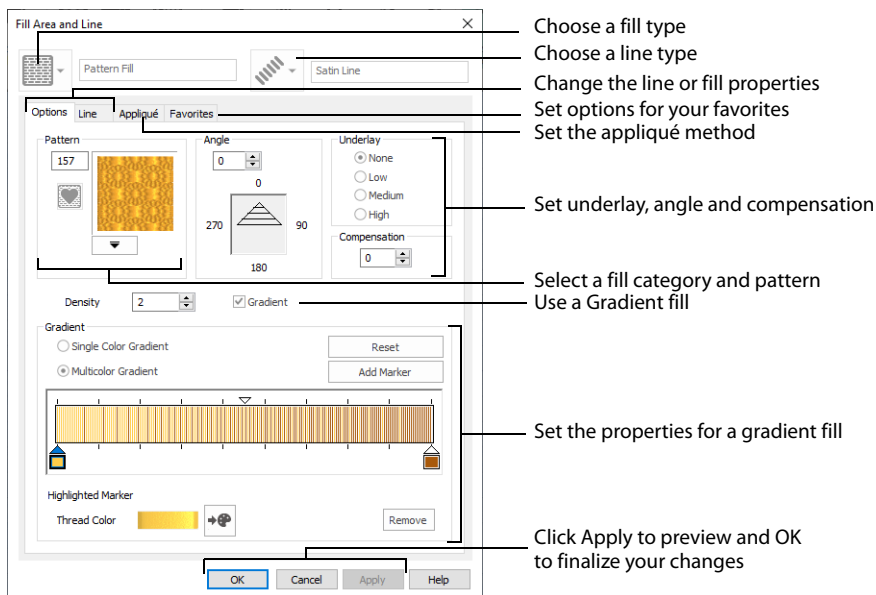 Fill Area and Line
Choose a fill type
Choose a line type
Pattern Fill
Satin Line
Change the line or fill properties
Options Line Appliqué Favorites
Set options for your favorites
Set the appliqué method
Pattern
157
Angle
0
0
270
90
180
Underlay
None
Low
Medium
High
Compensation
0
Set underlay, angle and compensation
Select a fill category and pattern
Density 2
Gradient
Use a Gradient fill
Gradient
Single Color Gradient
Reset
Multicolor Gradient
Add Marker
Set the properties for a gradient fill
Highlighted Marker
Thread Color
Remove
Click Apply to preview and OK
to finalize your changes
OK Cancel Apply Help